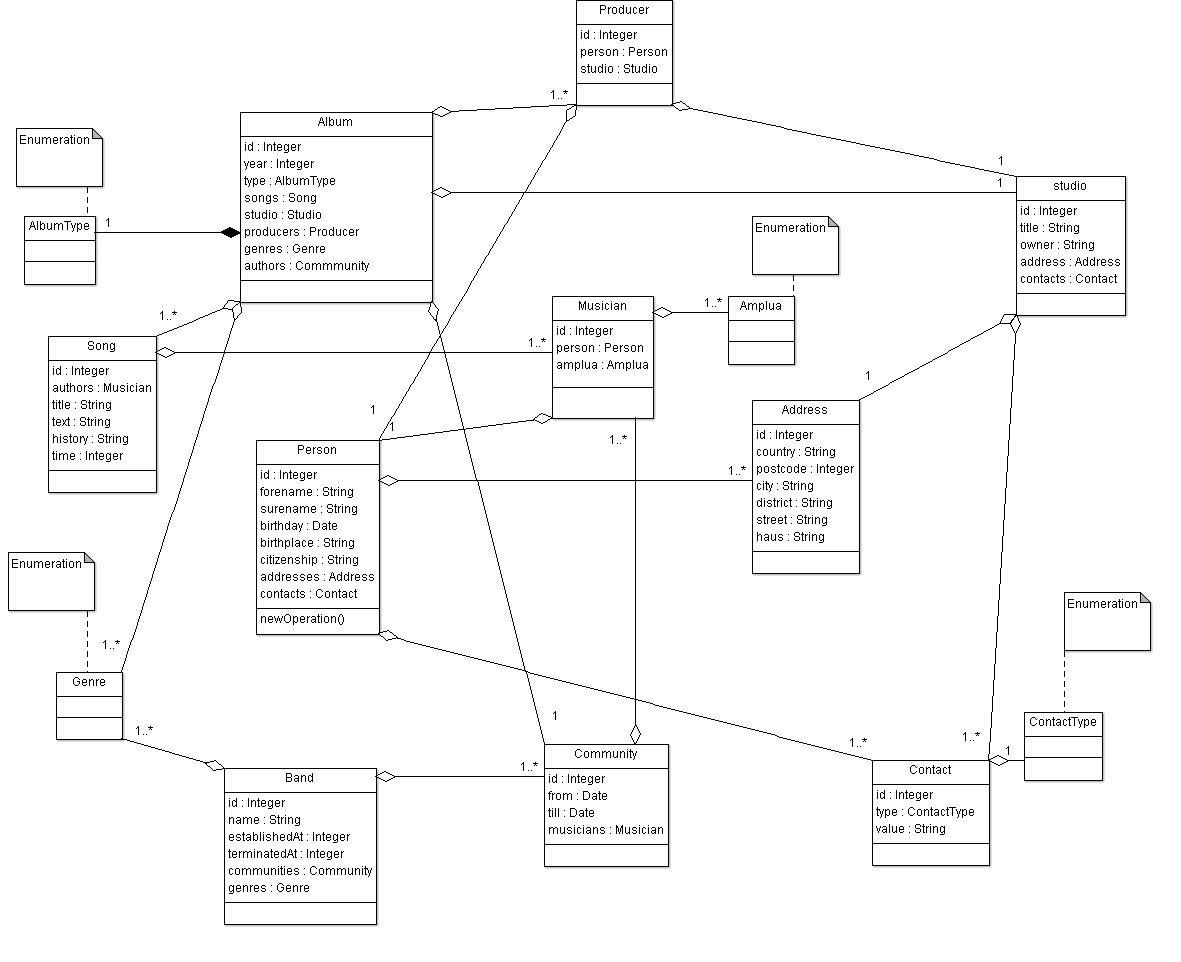 Producer
id : Integer
person : Person
studio : Studio
1..*
Album
id : Integer
year : Integer
type : AlbumType
songs : Song
studio : Studio
producers : Producer
genres : Genre
authors : Commmunity
Enumeration
AlbumType
1
1
1
studio
id : Integer
title : String
owner : String
address : Address
contacts : Contact
Enumeration
Amplua
1..*
Musician
id : Integer
person : Person
amplua : Amplua
1..*
1..*
Song
id : Integer
authors : Musician
title : String
text : String
history : String
time : Integer
1
1
1..*
1
Person
id : Integer
forename : String
surename : String
birthday : Date
birthplace : String
citizenship : String
addresses : Address
contacts : Contact
newOperation()
1..*
Address
id : Integer
country : String
postcode : Integer
city : String
district : String
street : String
haus : String
Enumeration
1..*
Genre
1..*
Enumeration
ContactType
1
1..*
1..*
Contact
id : Integer
type : ContactType
value : String
1
1..*
Community
id : Integer
from : Date
till : Date
musicians : Musician
Band
id : Integer
name : String
establishedAt : Integer
terminatedAt : Integer
communities : Community
genres : Genre